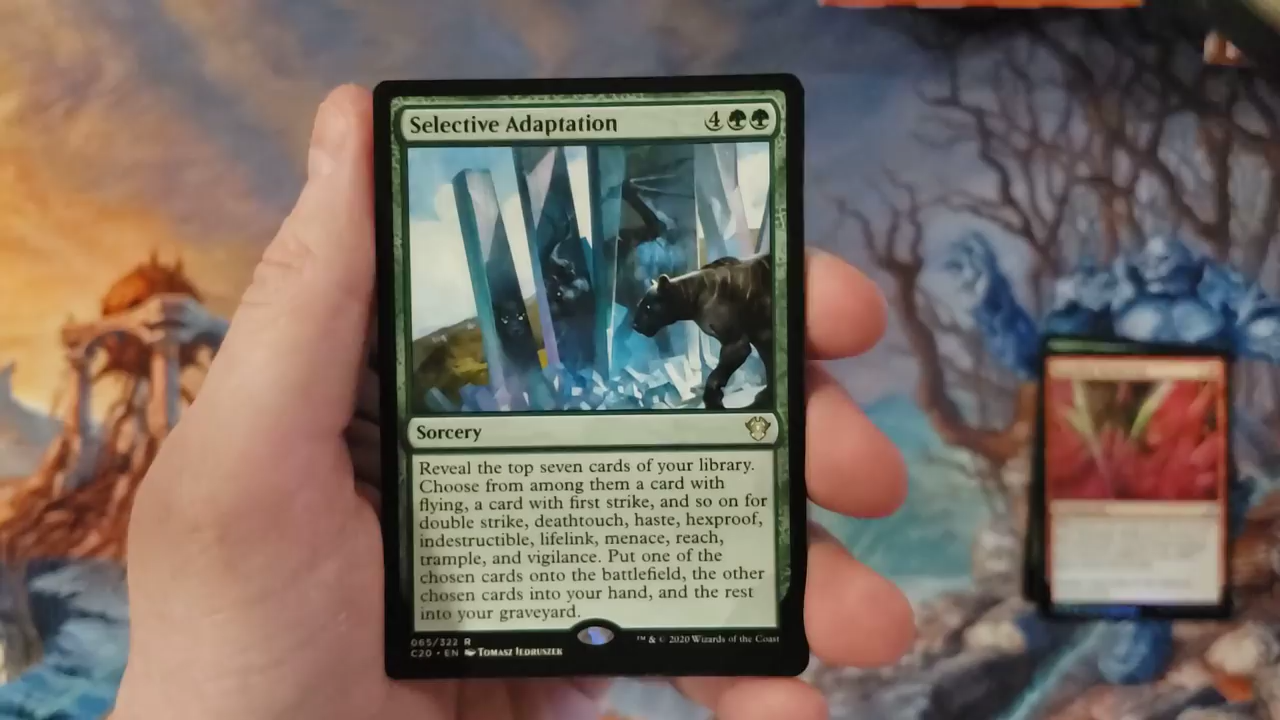 Selective Adaptation 4
Sorcery
Reveal the top seven cards of your library.
Choose from among them a card with
flying, a card with first strike, and so on for
double strike, deathtouch, haste, hexproof,
indestructible, lifelink, menace, reach,
trample, and vigilance. Put one of the
chosen cards onto the battlefield, the other
chosen cards into your hand, and the rest
into your graveyard.
065/322 R ™ & © 2020 Wizards of the Coast
C20 • EN Tomasz Jedruszek